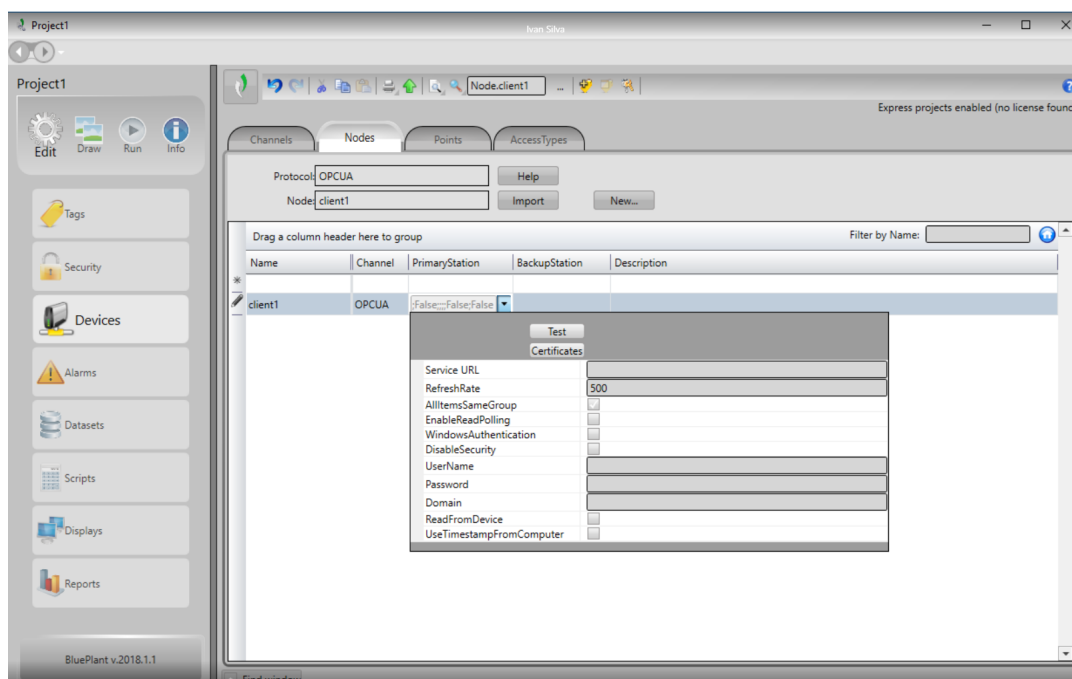 Project1
Ivan Silva
Project1
Edit Draw Run Info
Tags
Security
Devices
Alarms
Datasets
Scripts
Displays
Reports
BluePlant v.2018.1.1
Node.client1 ...
Express projects enabled (no license found
Channels Nodes Points AccessTypes
Protocol: OPCUA Help
Node: client1 Import New...
Drag a column header here to group Filter by Name:
Name Channel PrimaryStation BackupStation Description
client1 OPCUA ;False;;;;False;False
Test
Certificates
Service URL
RefreshRate 500
AllItemsSameGroup
EnableReadPolling
WindowsAuthentication
DisableSecurity
UserName
Password
Domain
ReadFromDevice
UseTimestampFromComputer
Find window